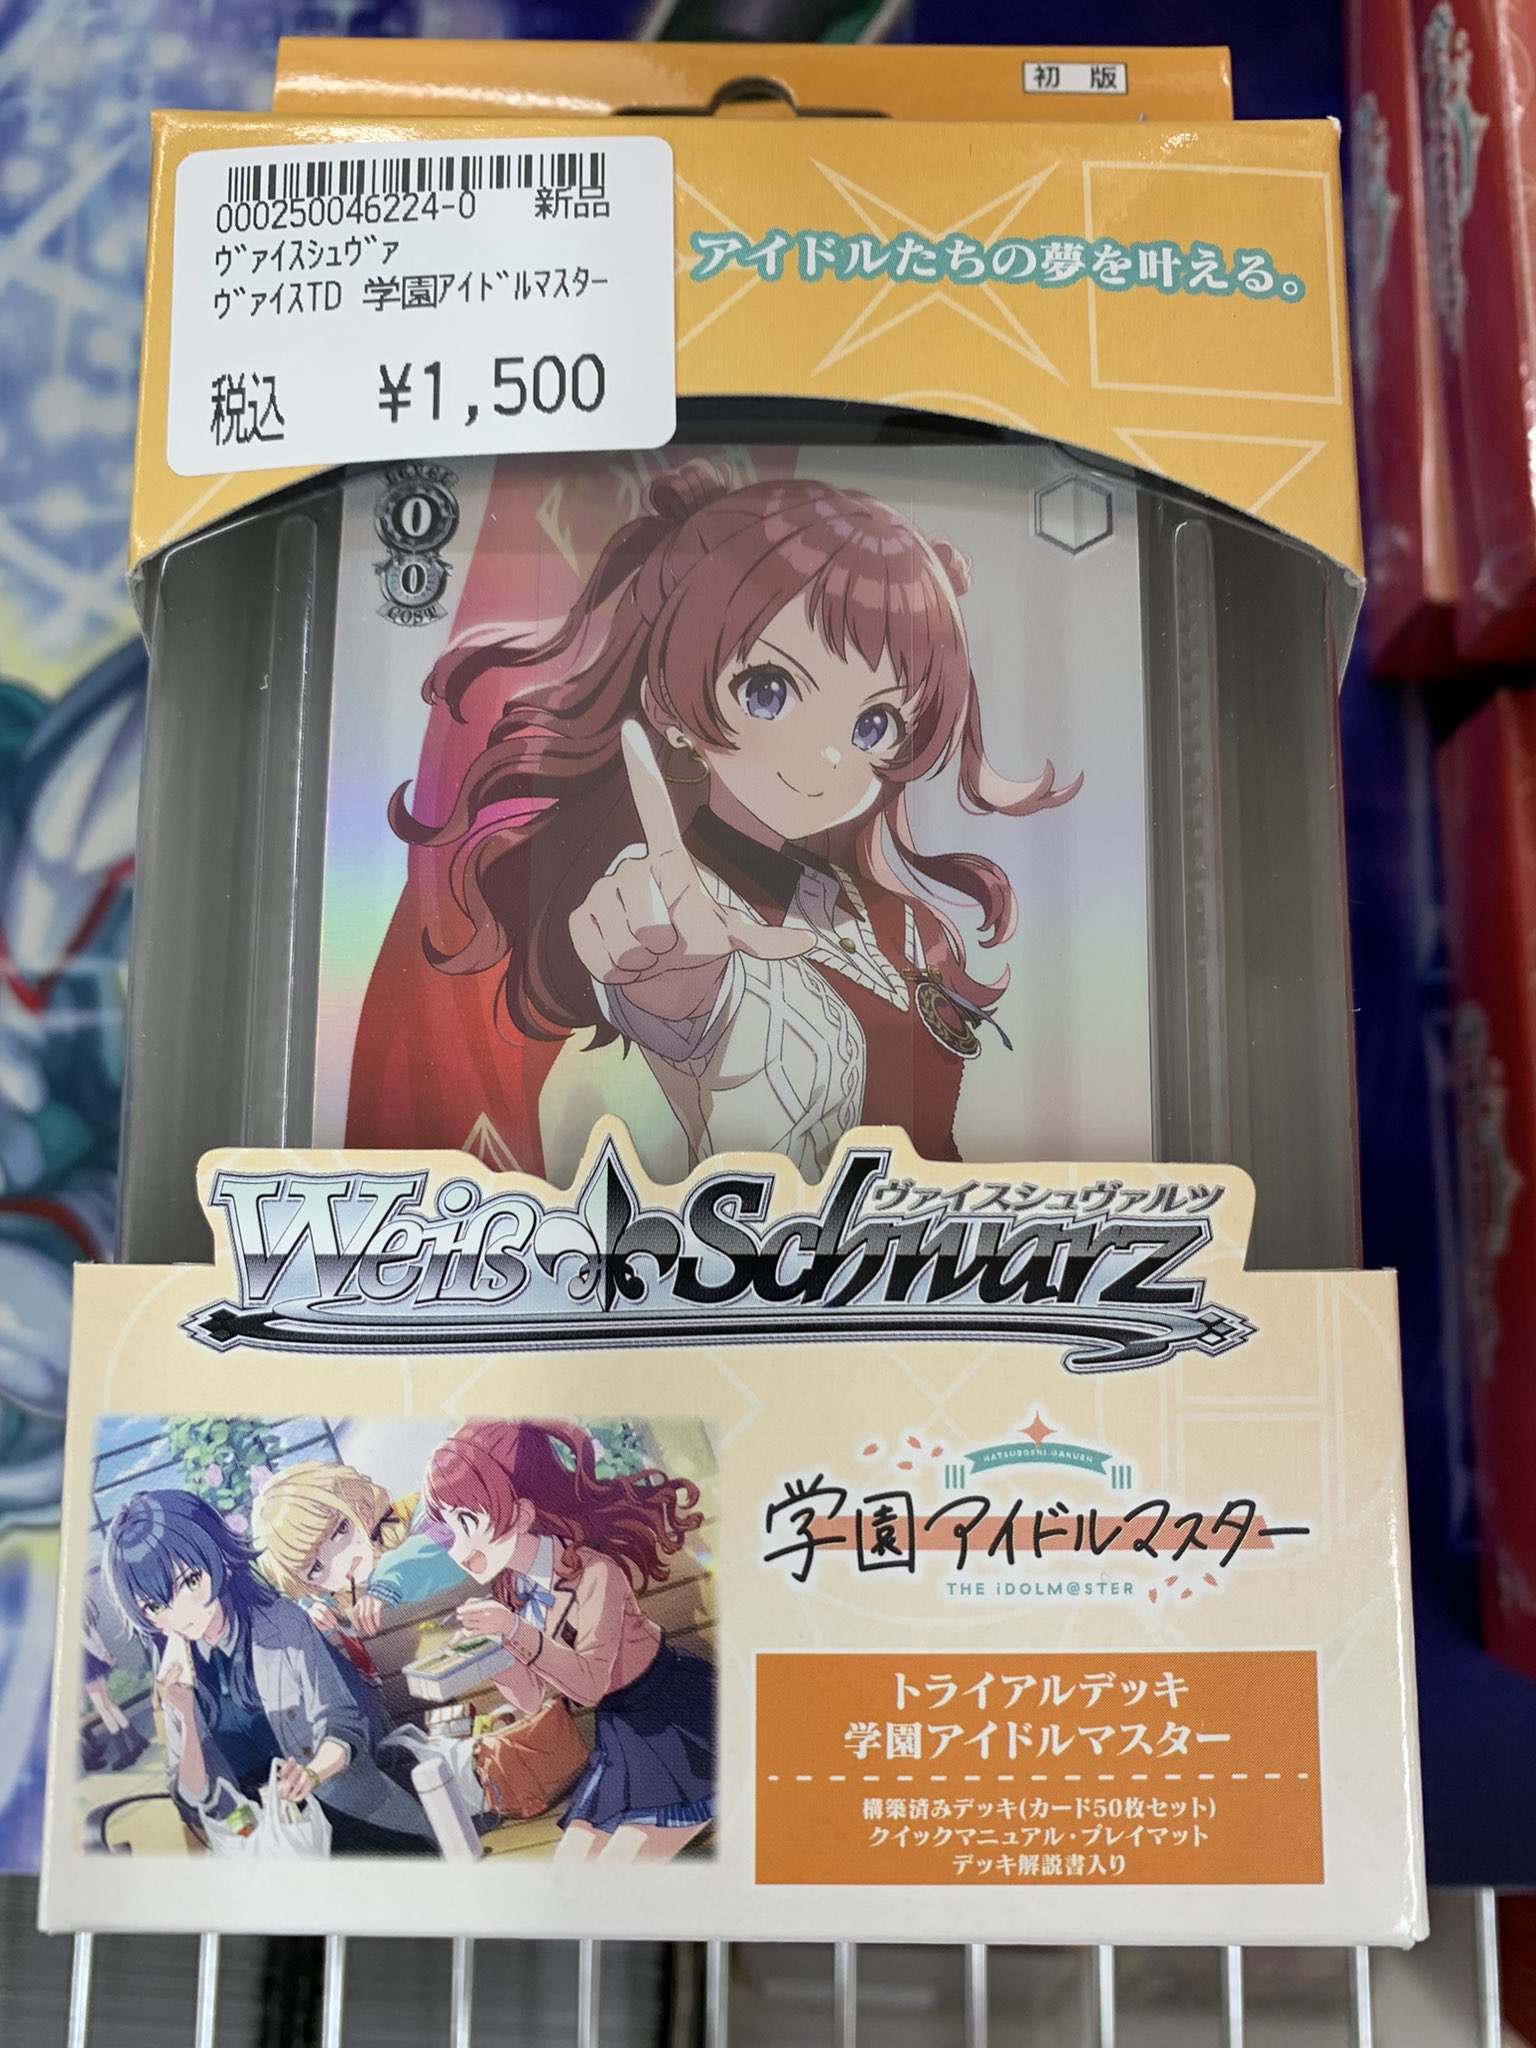 初版
000250046224-0 新品
ヴァイスシュヴァ
ヴァイスTD 学園アイドルマスター
税込 ¥1,500
アイドルたちの夢を叶える。
LEVEL
0
0
COST
ヴァイスシュヴァルツ
Weiß Schwarz
HATSUBOSHI GAKUEN
学園アイドルマスター
THE iDOLM@STER
トライアルデッキ
学園アイドルマスター
構築済みデッキ(カード50枚セット)
クイックマニュアル・プレイマット
デッキ解説書入り